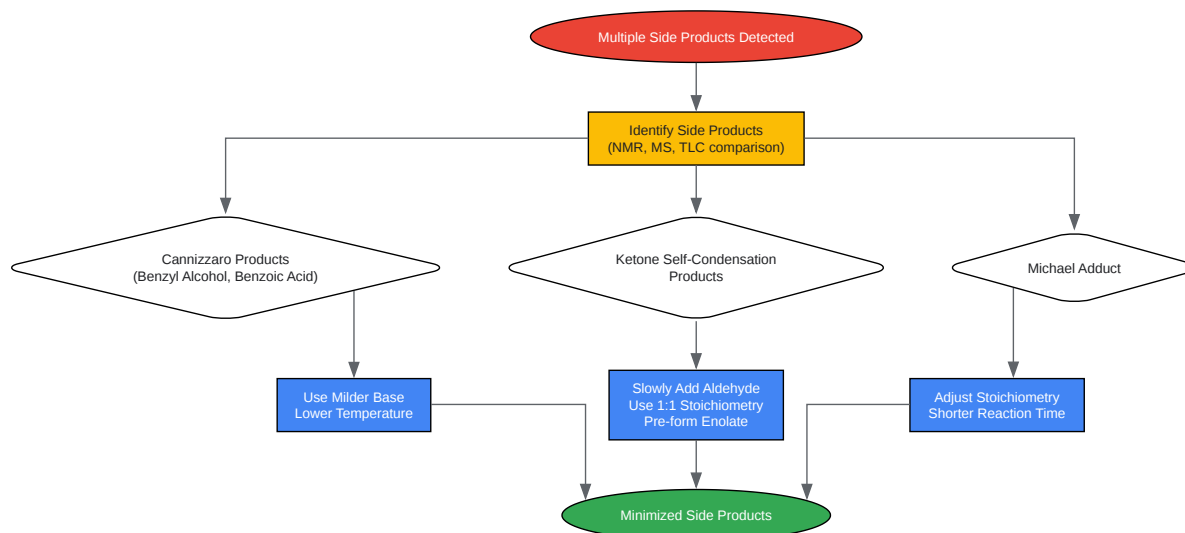 Multiple Side Products Detected
Identify Side Products
(NMR, MS, TLC comparison)
Cannizzaro Products
(Benzyl Alcohol, Benzoic Acid)
Ketone Self-Condensation
Products
Michael Adduct
Use Milder Base
Lower Temperature
Slowly Add Aldehyde
Use 1:1 Stoichiometry
Pre-form Enolate
Adjust Stoichiometry
Shorter Reaction Time
Minimized Side Products